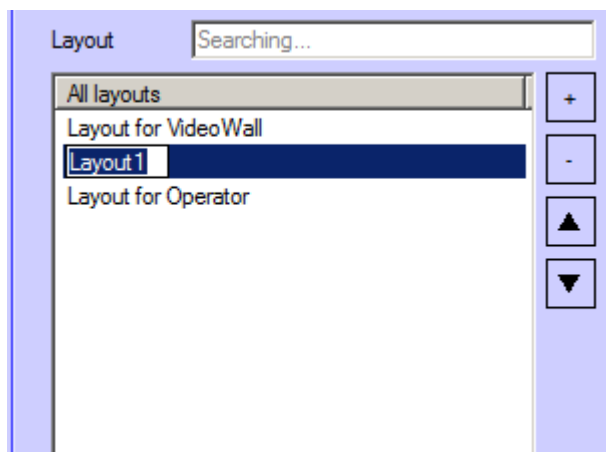 Layout
Searching...
All layouts
+
Layout for VideoWall
Layout1
-
Layout for Operator